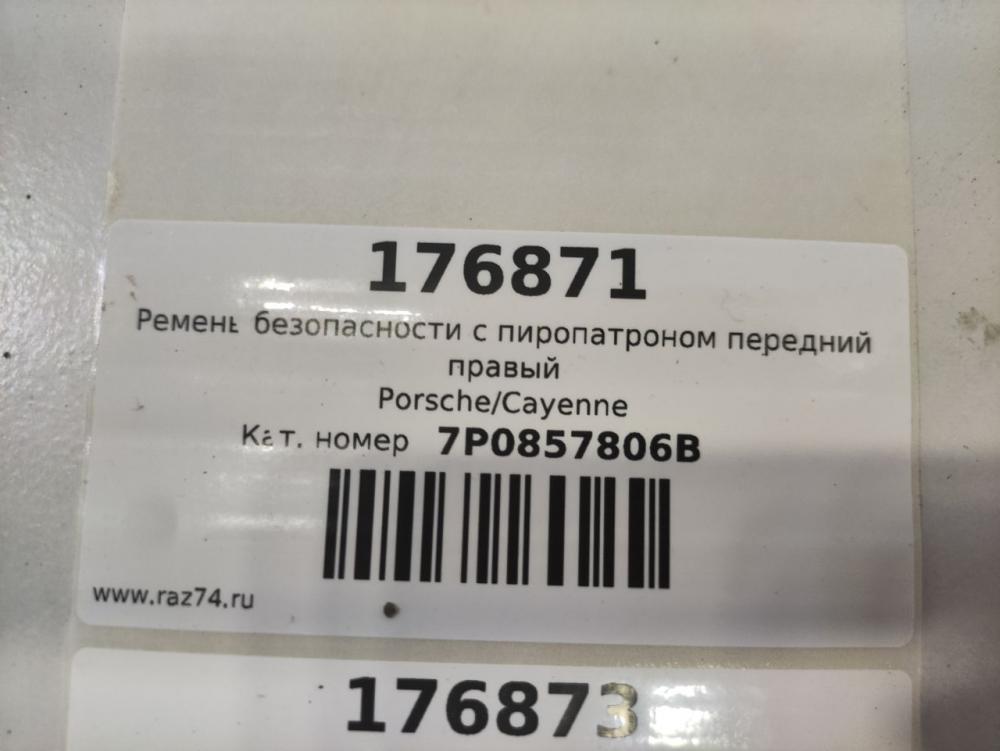 176871
Ремень безопасности с пиропатроном передний
правый
Porsche/Cayenne
Кат. номер 7P0857806B
www.raz74.ru
176873